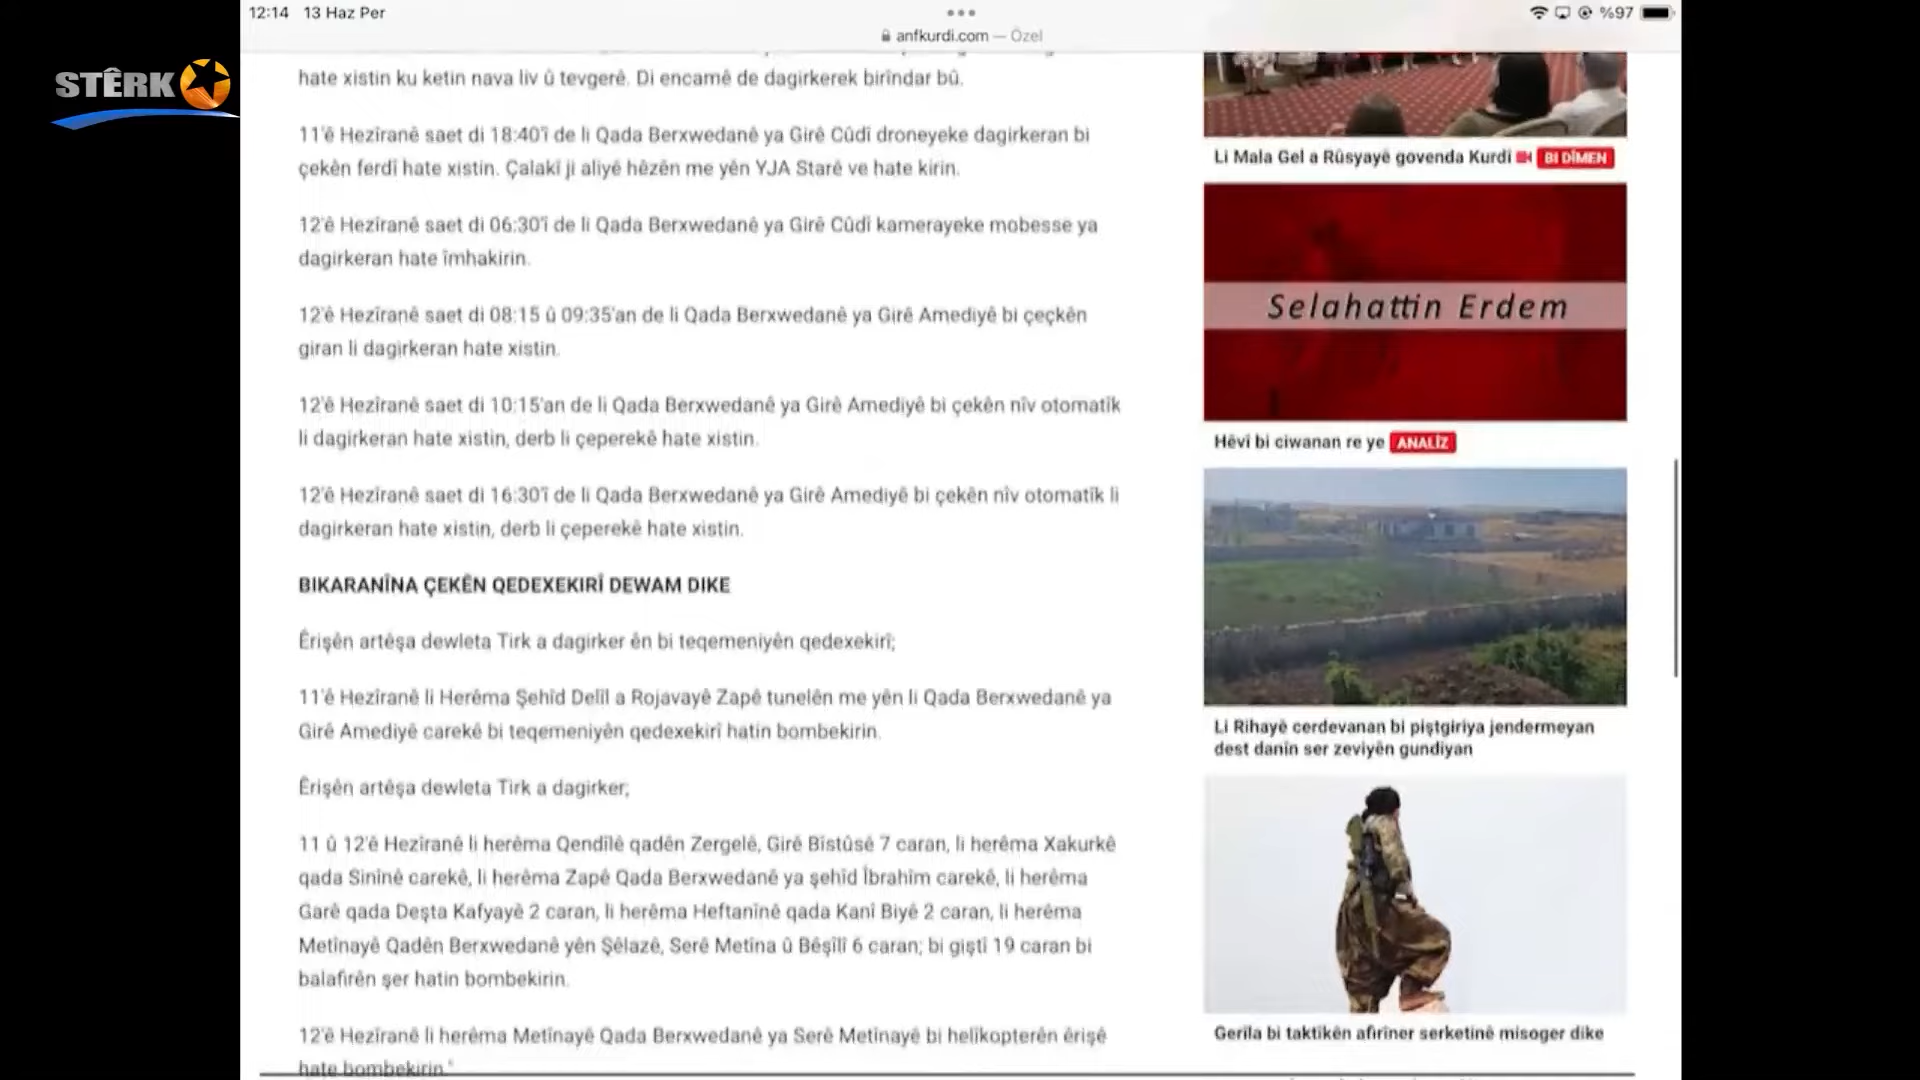 12:14 13 Haz Per
%97
anfkurdi.com — Özel
STÊRK
hate xistin ku ketin nava liv û tevgerê. Di encamê de dagirkerek birîndar bû.
11'ê Hezîranê saet di 18:40'î de li Qada Berxwedanê ya Girê Cûdî droneyeke dagirkeran bi
çekên ferdî hate xistin. Çalakî ji aliyê hêzên me yên YJA Starê ve hate kirin.
12'ê Hezîranê saet di 06:30'î de li Qada Berxwedanê ya Girê Cûdî kamerayeke mobesse ya
dagirkeran hate îmhakirin.
12'ê Hezîranê saet di 08:15 û 09:35'an de li Qada Berxwedanê ya Girê Amediyê bi çeçkên
giran li dagirkeran hate xistin.
12'ê Hezîranê saet di 10:15'an de li Qada Berxwedanê ya Girê Amediyê bi çekên nîv otomatîk
li dagirkeran hate xistin, derb li çeperekê hate xistin.
12'ê Hezîranê saet di 16:30'î de li Qada Berxwedanê ya Girê Amediyê bi çekên nîv otomatîk li
dagirkeran hate xistin, derb li çeperekê hate xistin.
BIKARANÎNA ÇEKÊN QEDEXEKIRÎ DEWAM DIKE
Êrişên artêşa dewleta Tirk a dagirker ên bi teqemeniyên qedexekirî;
11'ê Hezîranê li Herêma Şehîd Delîl a Rojavayê Zapê tunelên me yên li Qada Berxwedanê ya
Girê Amediyê carekê bi teqemeniyên qedexekirî hatin bombekirin.
Êrişên artêşa dewleta Tirk a dagirker;
11 û 12'ê Hezîranê li herêma Qendîlê qadên Zergelê, Girê Bîstûsê 7 caran, li herêma Xakurkê
qada Sinînê carekê, li herêma Zapê Qada Berxwedanê ya şehîd Îbrahîm carekê, li herêma
Garê qada Deşta Kafyayê 2 caran, li herêma Heftanînê qada Kanî Biyê 2 caran, li herêma
Metînayê Qadên Berxwedanê yên Şêlazê, Serê Metîna û Bêşîlî 6 caran; bi giştî 19 caran bi
balafirên şer hatin bombekirin.
12'ê Hezîranê li herêma Metînayê Qada Berxwedanê ya Serê Metînayê bi helîkopterên êrişê
hate bombekirin."
Li Mala Gel a Rûsyayê govenda Kurdî BI DÎMEN
Selahattin Erdem
Hêvî bi ciwanan re ye ANALÎZ
Li Rihayê cerdevanan bi piştgiriya jendermeyan
dest danîn ser zeviyên gundiyan
Gerîla bi taktîkên afirîner serketinê misoger dike